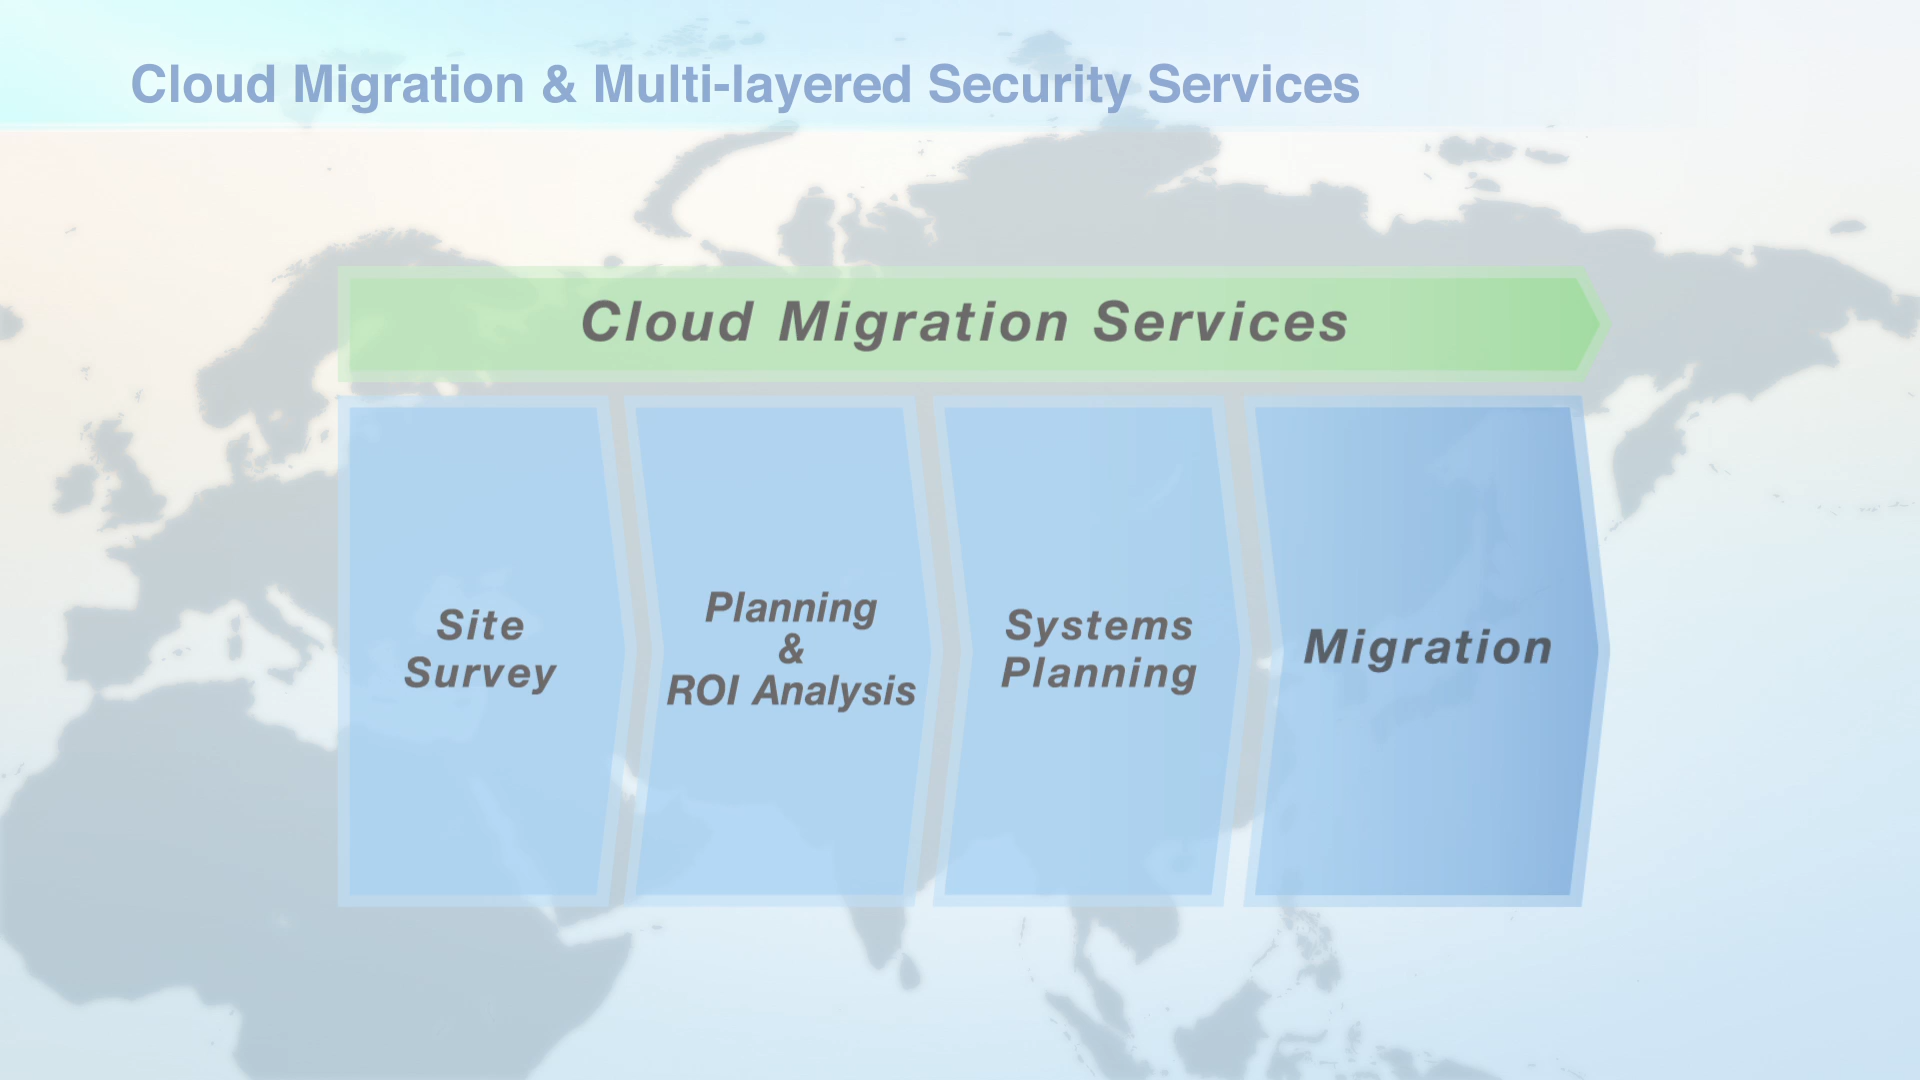 Cloud Migration & Multi-layered Security Services
Cloud Migration Services
Site
Survey
Planning
&
ROI Analysis
Systems
Planning
Migration